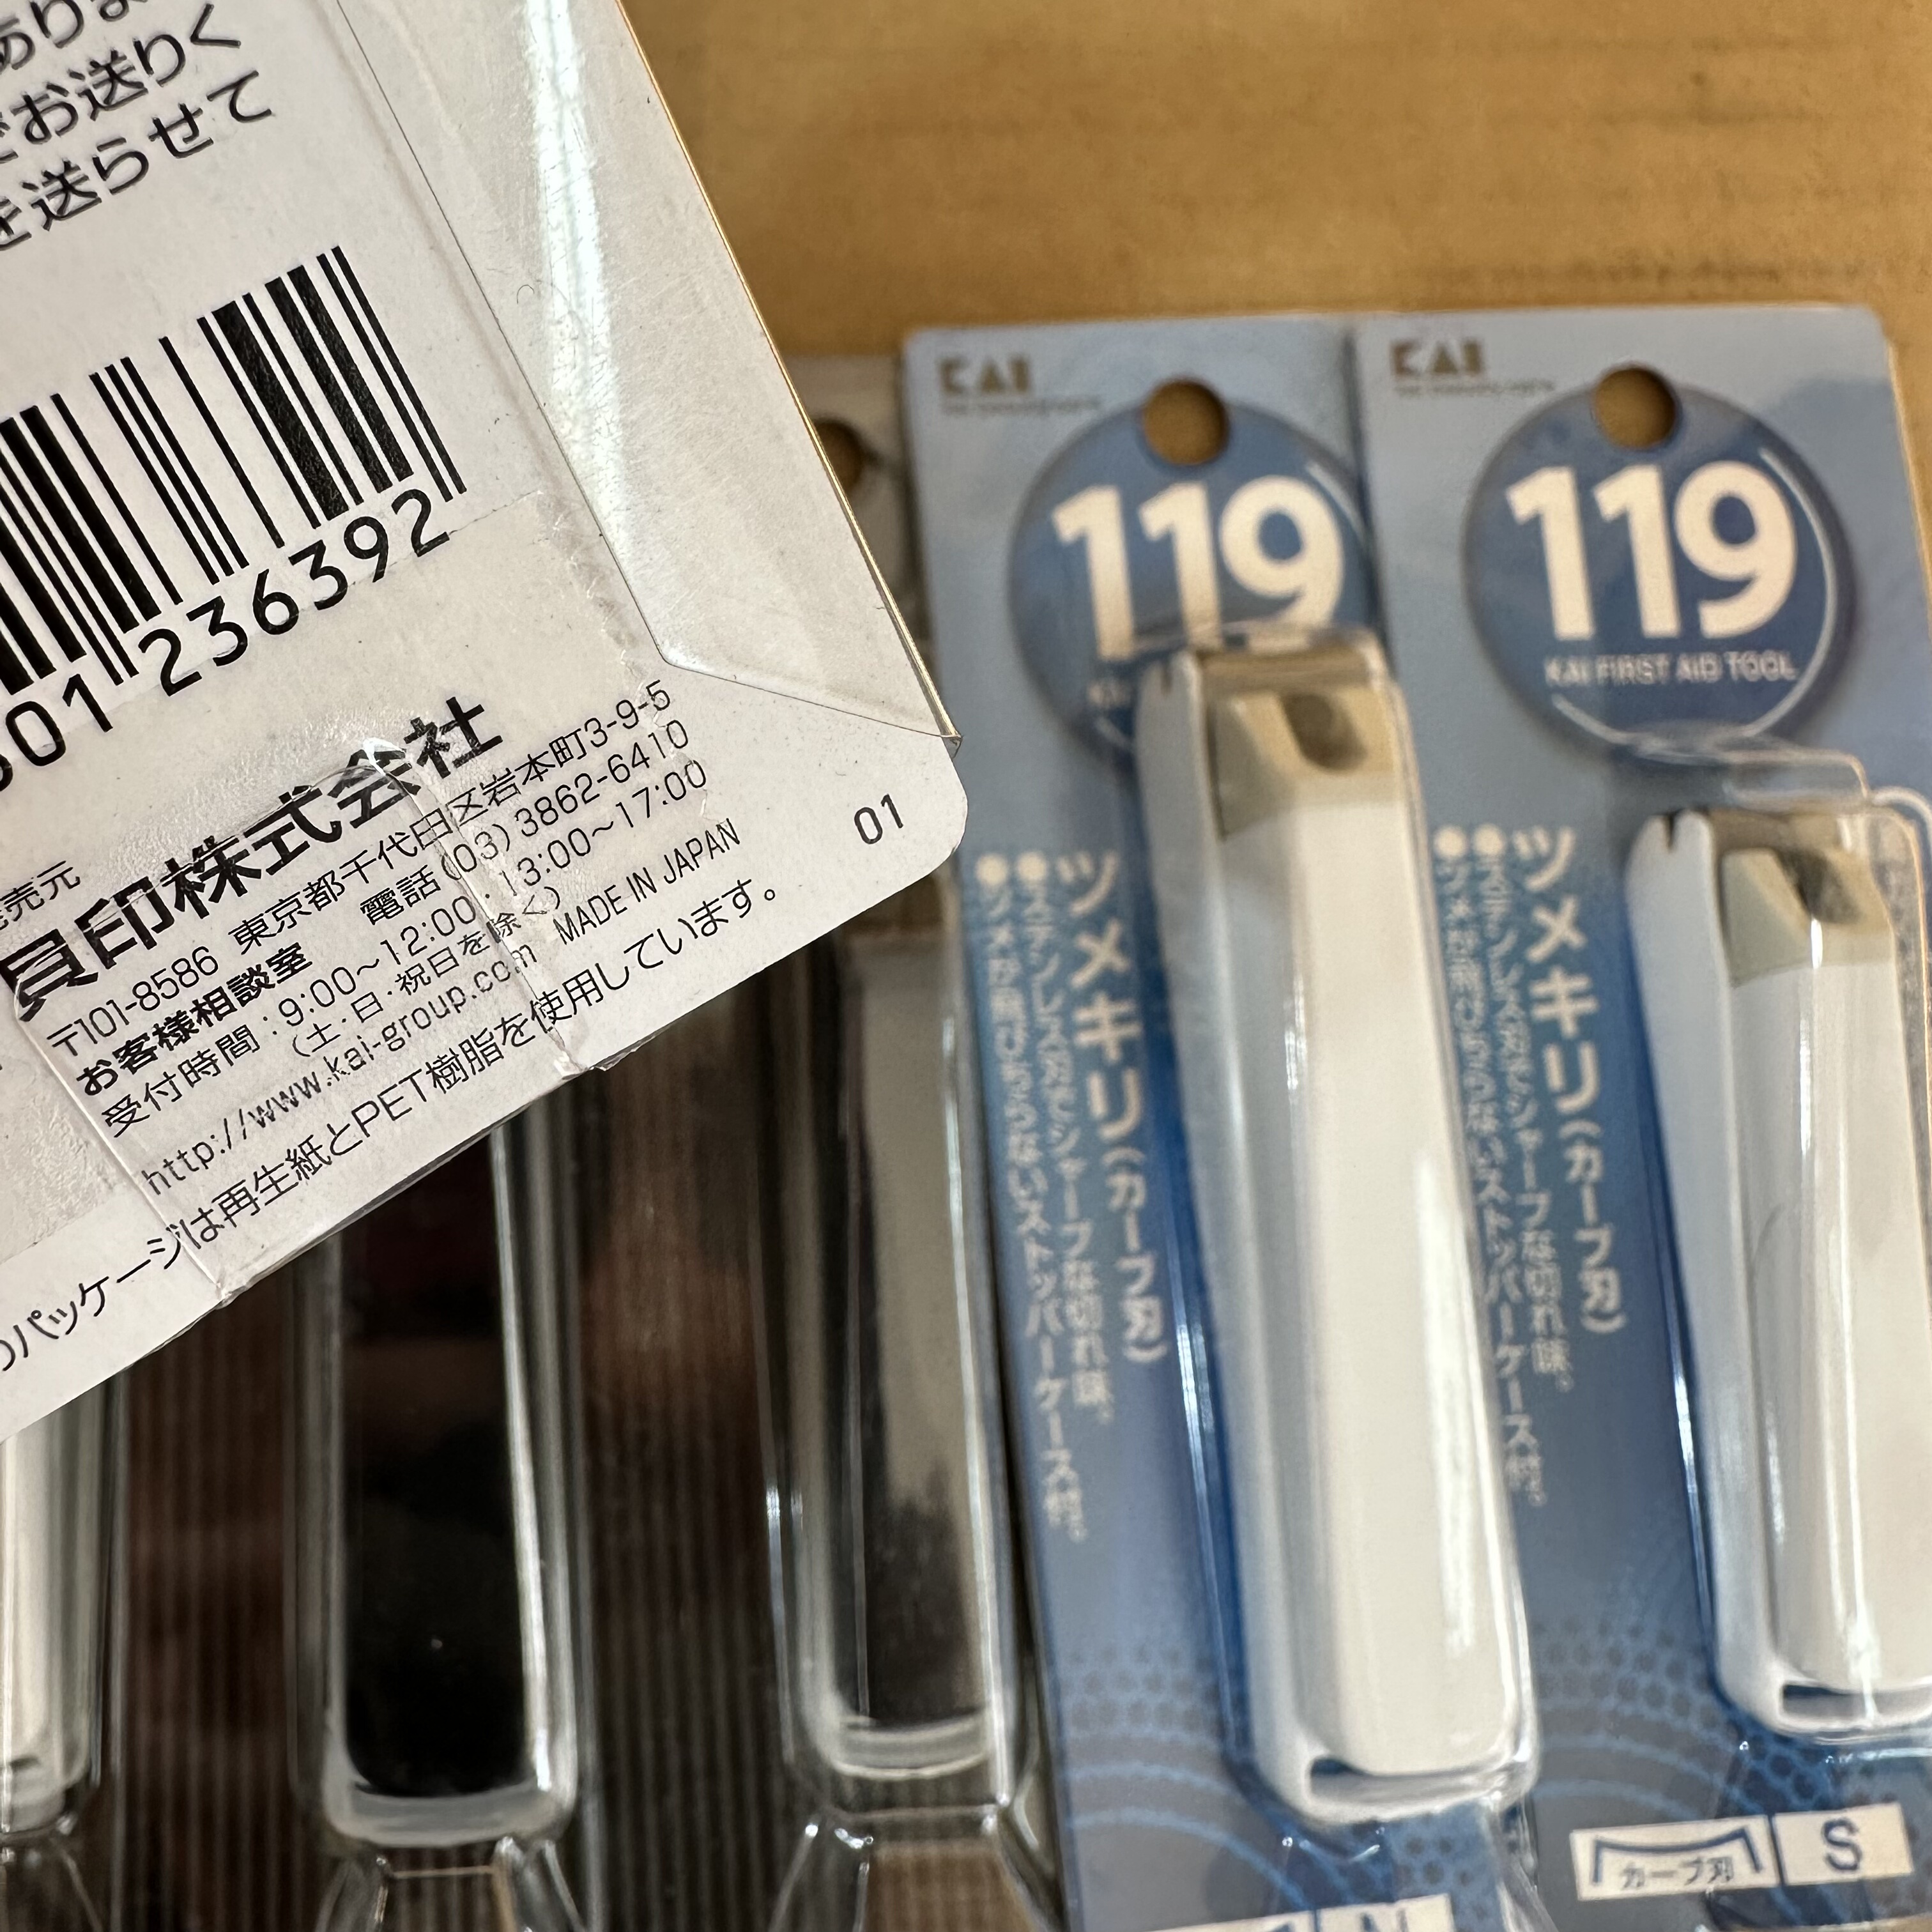 ありま
でお送りく
を送らせて
01 236392
発売元
貝印株式会社
〒101-8586 東京都千代田区岩本町3-9-5
お客様相談室 電話(03)3862-6410
受付時間:9:00～12:00・13:00～17:00
(土・日・祝日を除く)
http://www.kai-group.com MADE IN JAPAN
のパッケージは再生紙とPET樹脂を使用しています。
01
KAI
119
ツメキリ(カーブ刃)
●ステンレス刃でシャープな切れ味。
●ツメが飛びちらないストッパーケース付。
KAI
119
KAI FIRST AID TOOL
ツメキリ(カーブ刃)
●ステンレス刃でシャープな切れ味。
●ツメが飛びちらないストッパーケース付。
カーブ刃
S